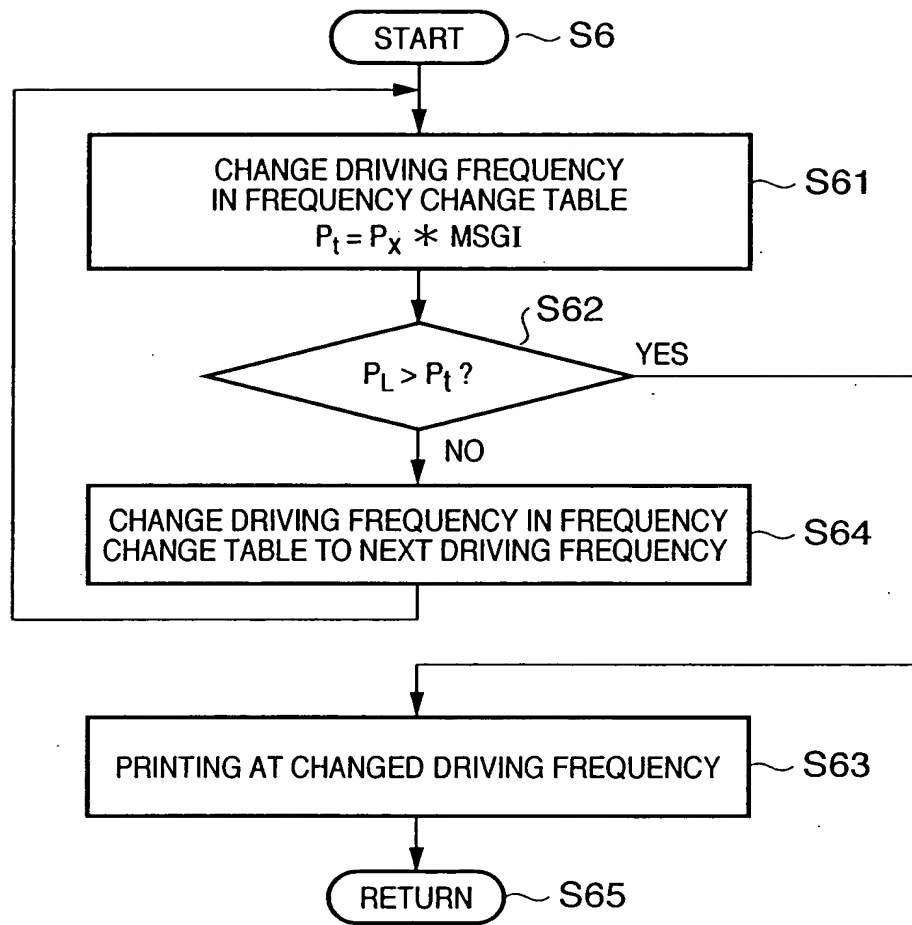 START
S6
CHANGE DRIVING FREQUENCY
IN FREQUENCY CHANGE TABLE
Pt = PX * MSGI
S61
S62
PL > Pt ?
YES
NO
CHANGE DRIVING FREQUENCY IN FREQUENCY
CHANGE TABLE TO NEXT DRIVING FREQUENCY
S64
PRINTING AT CHANGED DRIVING FREQUENCY
S63
RETURN
S65